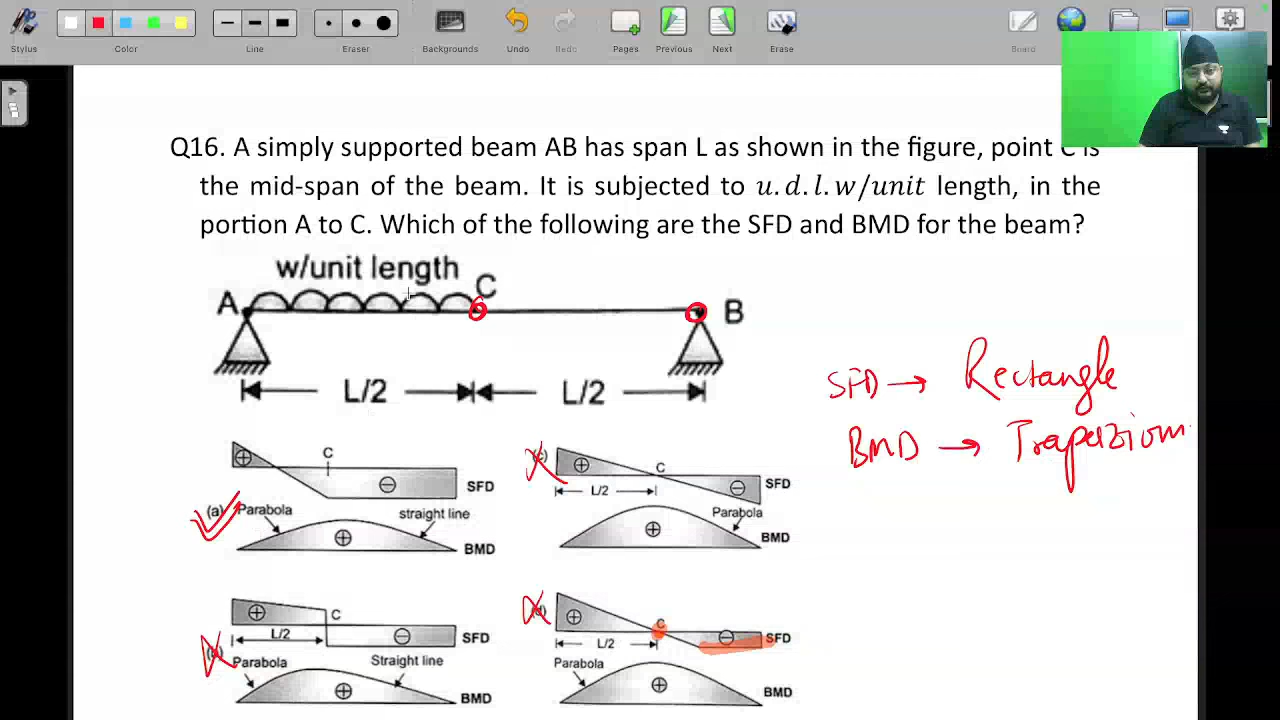 Stylus
Color
Line
Eraser
Backgrounds
Undo
Redo
Pages
Previous
Next
Erase
Board
Q16. A simply supported beam AB has span L as shown in the figure, point C is
the mid-span of the beam. It is subjected to u.d.l.w/unit length, in the
portion A to C. Which of the following are the SFD and BMD for the beam?
w/unit length
A C B
L/2 L/2
SFD → Rectangle
BMD → Traperziom
C
SFD
(a) Parabola straight line
BMD
(c) C
L/2 SFD
Parabola
BMD
C
L/2 SFD
Parabola Straight line
BMD
(d) C
L/2 SFD
Parabola
BMD